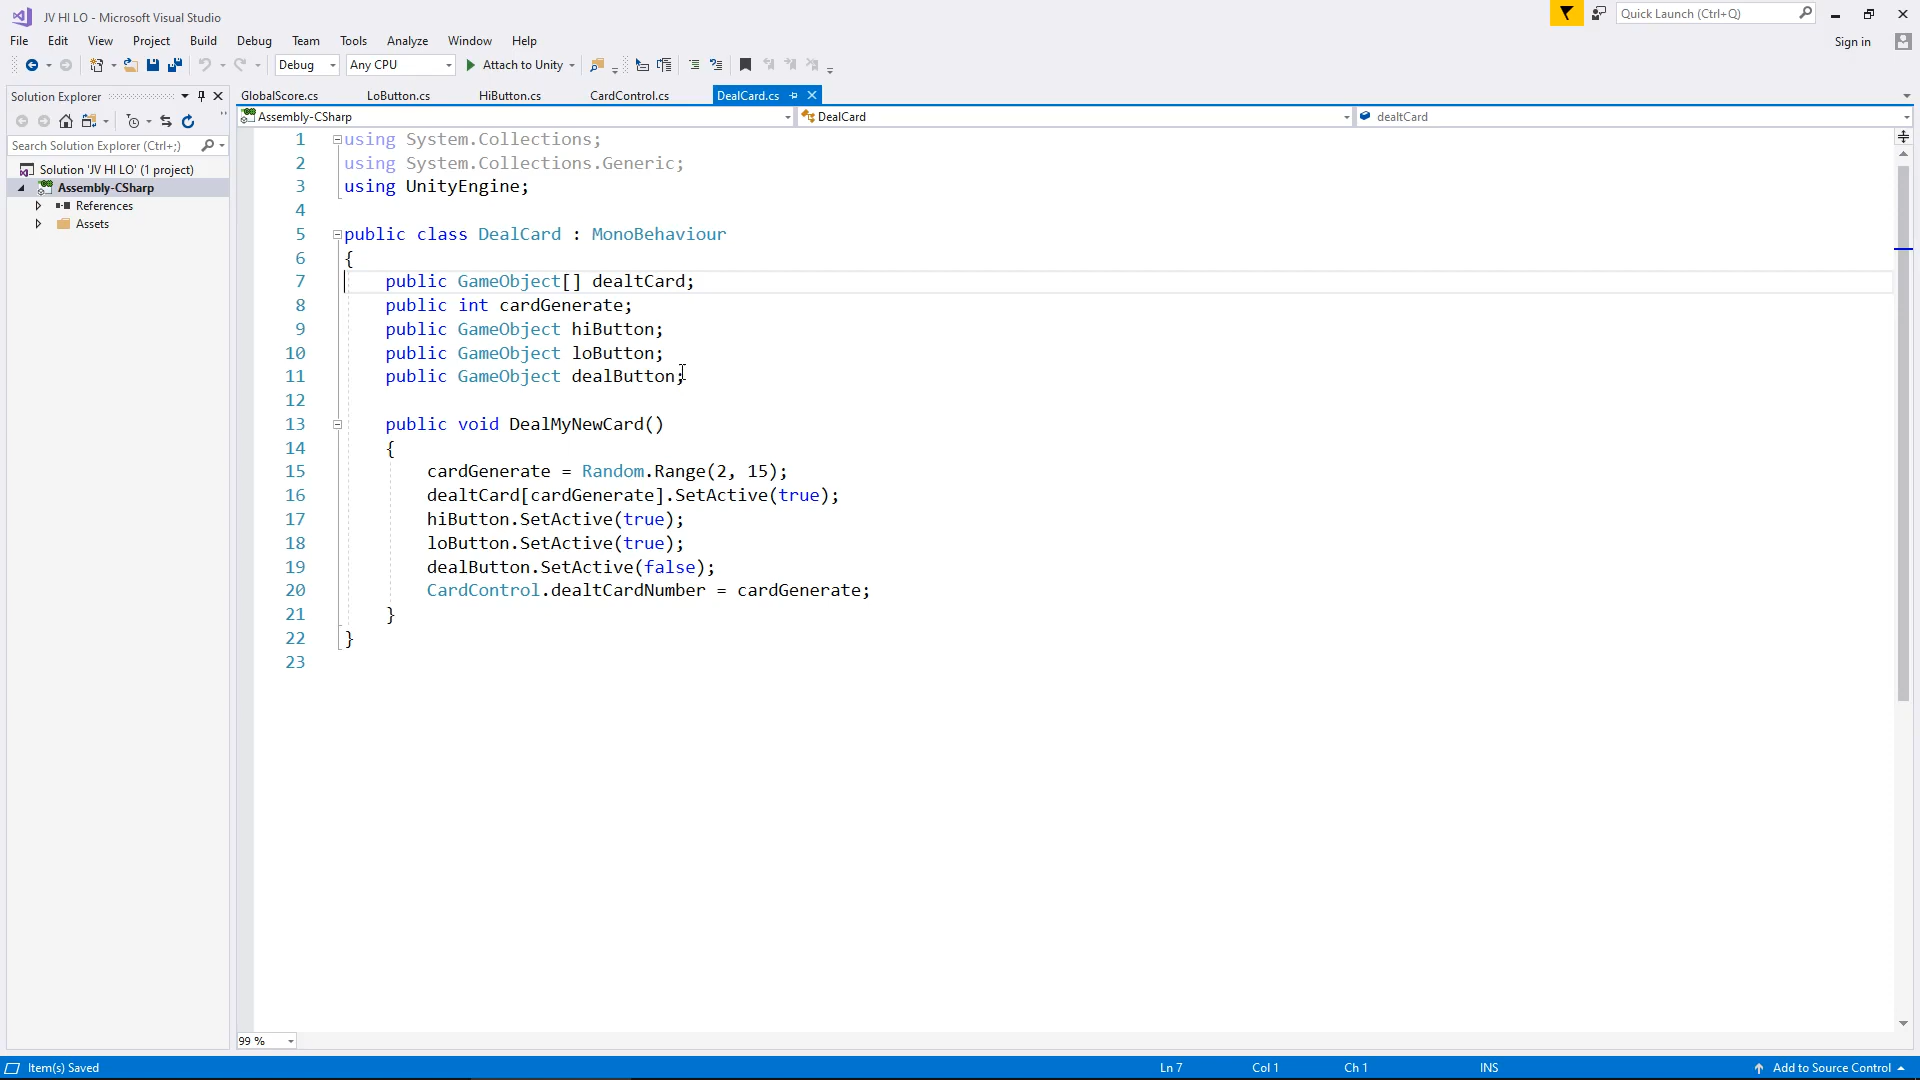 JV HI LO - Microsoft Visual Studio
Quick Launch (Ctrl+Q)
File Edit View Project Build Debug Team Tools Analyze Window Help
Sign in
Debug Any CPU Attach to Unity
Solution Explorer
GlobalScore.cs LoButton.cs HiButton.cs CardControl.cs DealCard.cs
Assembly-CSharp DealCard dealtCard
Search Solution Explorer (Ctrl+;)
Solution 'JV HI LO' (1 project)
Assembly-CSharp
References
Assets
1 using System.Collections;
2 using System.Collections.Generic;
3 using UnityEngine;
4
5 public class DealCard : MonoBehaviour
6 {
7 public GameObject[] dealtCard;
8 public int cardGenerate;
9 public GameObject hiButton;
10 public GameObject loButton;
11 public GameObject dealButton;
12
13 public void DealMyNewCard()
14 {
15 cardGenerate = Random.Range(2, 15);
16 dealtCard[cardGenerate].SetActive(true);
17 hiButton.SetActive(true);
18 loButton.SetActive(true);
19 dealButton.SetActive(false);
20 CardControl.dealtCardNumber = cardGenerate;
21 }
22 }
23
99 %
Item(s) Saved Ln 7 Col 1 Ch 1 INS Add to Source Control